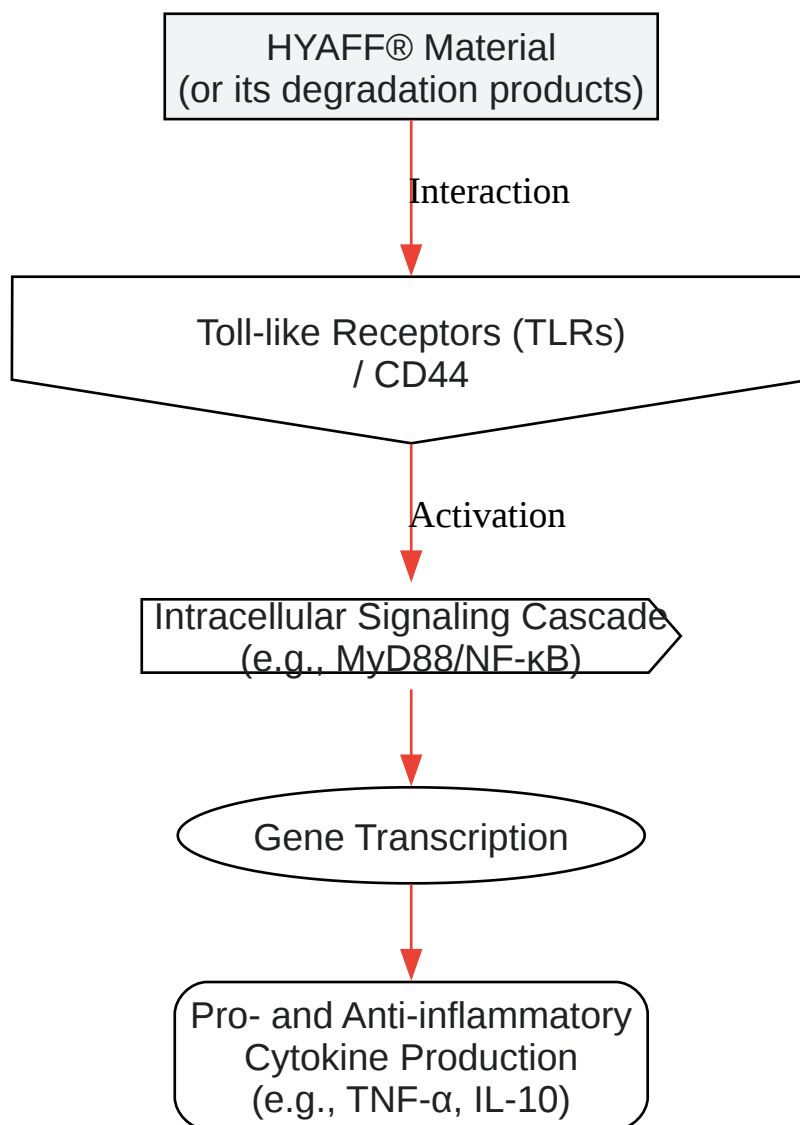 HYAFF® Material
(or its degradation products)
Interaction
Toll-like Receptors (TLRs)
/ CD44
Activation
Intracellular Signaling Cascade
(e.g., MyD88/NF-κB)
Gene Transcription
Pro- and Anti-inflammatory
Cytokine Production
(e.g., TNF-α, IL-10)